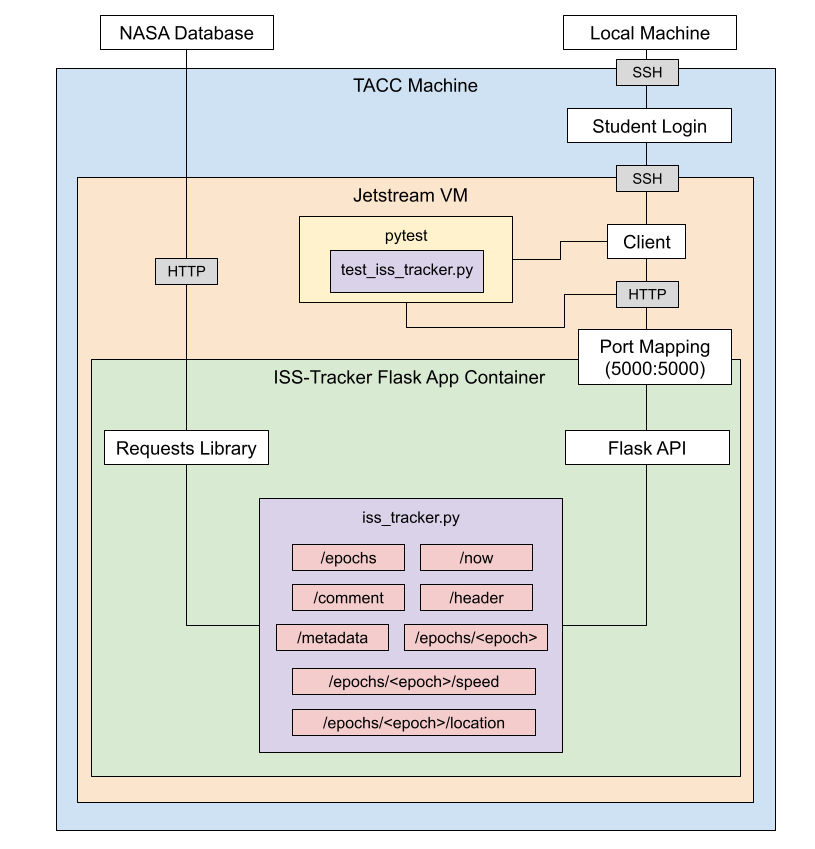 NASA Database
Local Machine
SSH
TACC Machine
Student Login
SSH
Jetstream VM
pytest
Client
test_iss_tracker.py
HTTP
HTTP
Port Mapping
(5000:5000)
ISS-Tracker Flask App Container
Requests Library
Flask API
iss_tracker.py
/epochs
/now
/comment
/header
/metadata
/epochs/<epoch>
/epochs/<epoch>/speed
/epochs/<epoch>/location